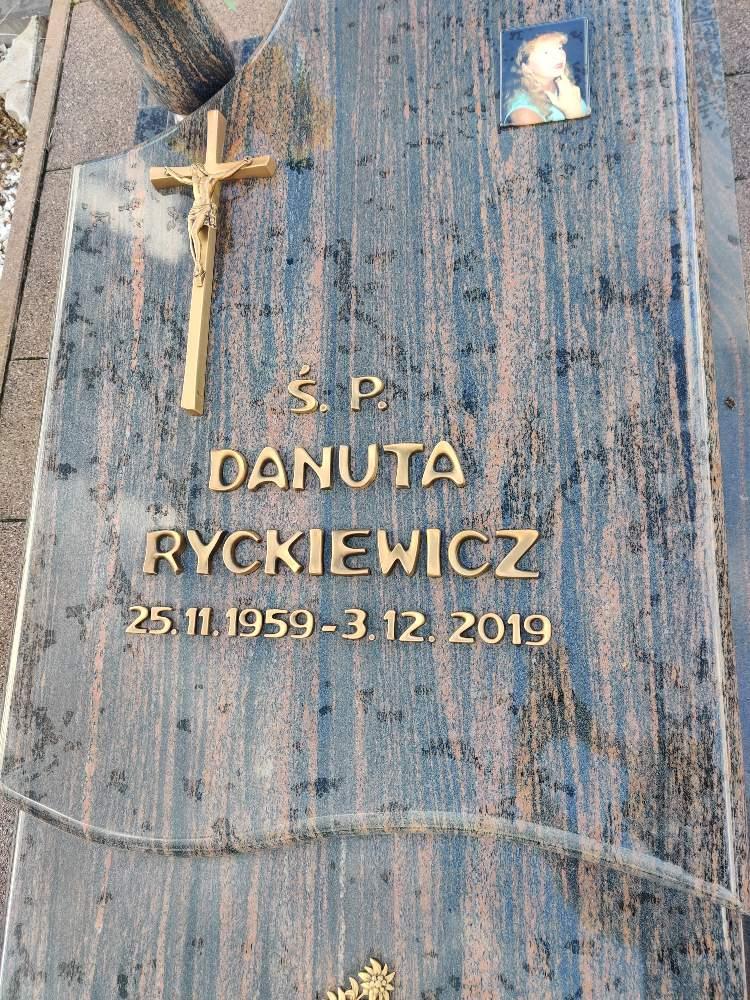 Ś. P.
DANUTA
RYCKIEWICZ
25.11.1959-3.12.2019